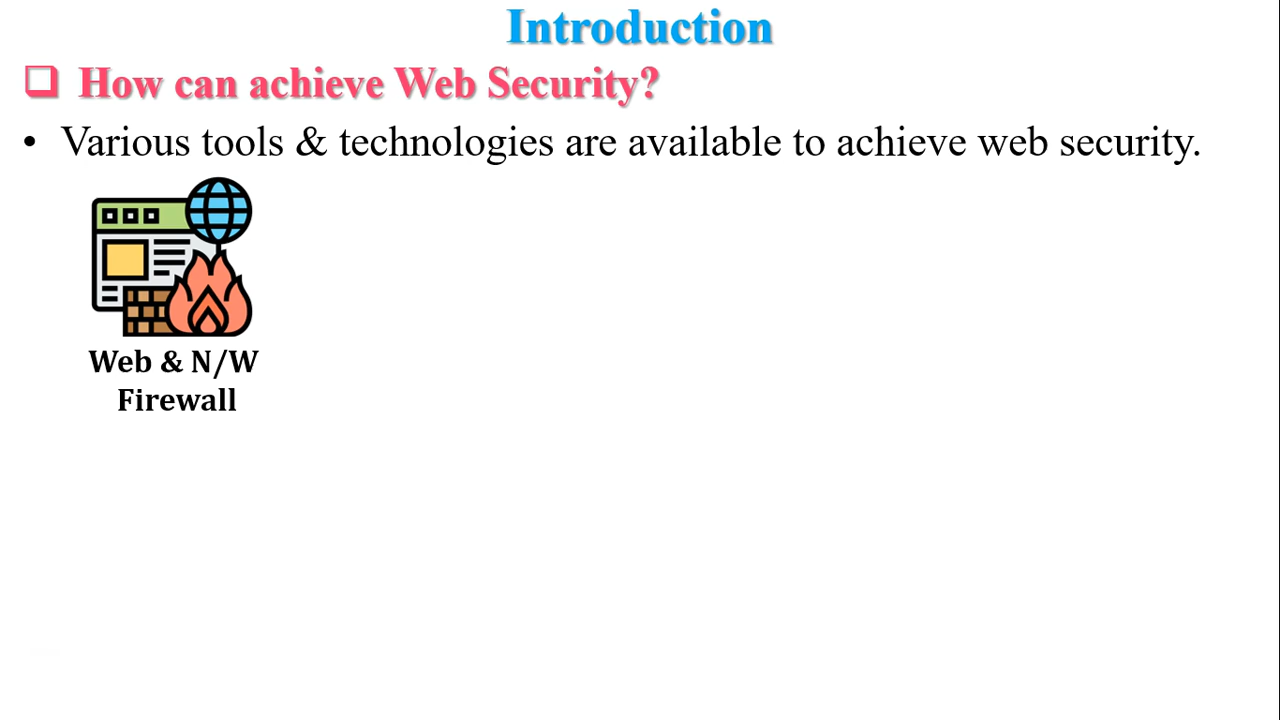 Introduction
❑ How can achieve Web Security?
• Various tools & technologies are available to achieve web security.
Web & N/W
Firewall